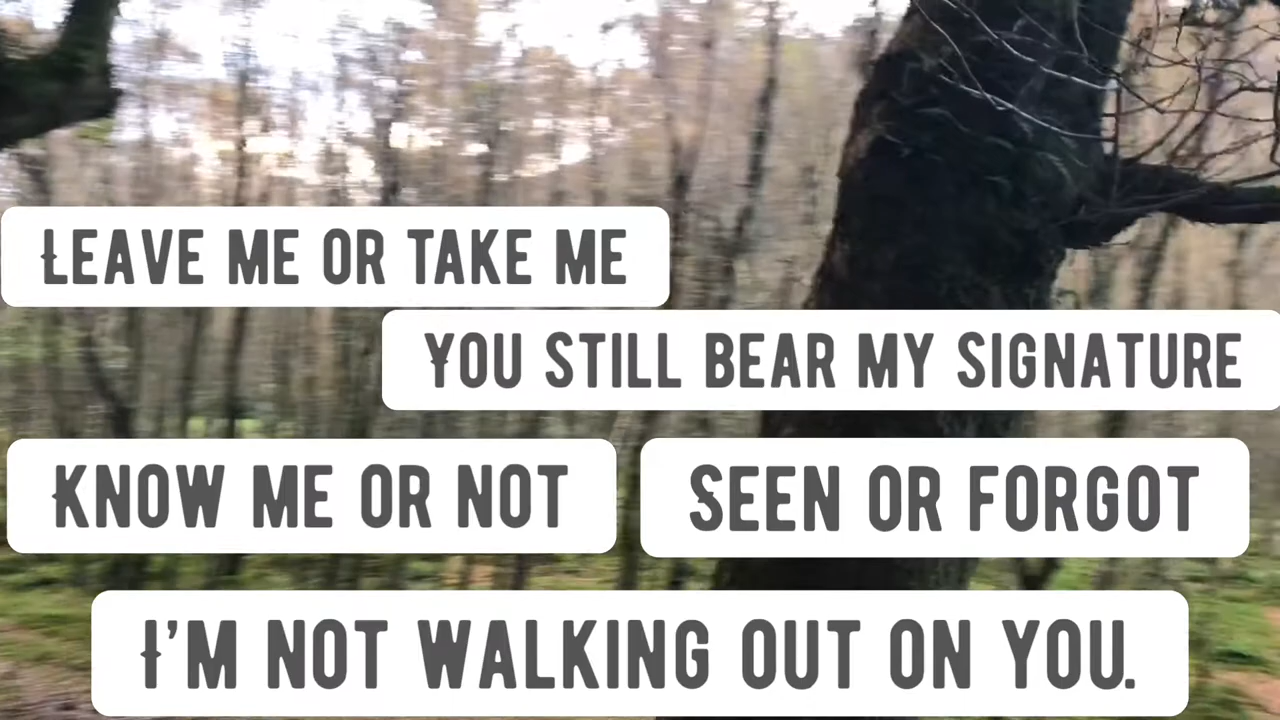 Leave me or take me
You still bear my signature
Know me or not
Seen or forgot
I'm not walking out on you.